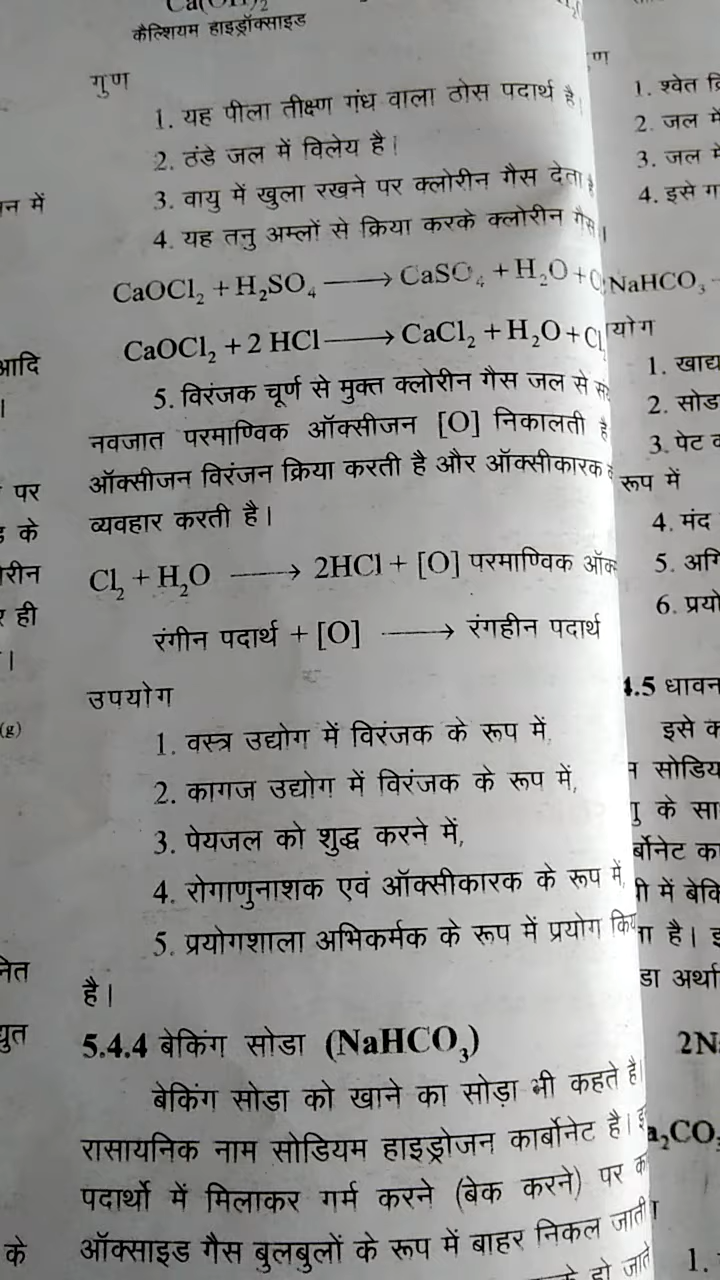 Ca(OH)₂
कैल्शियम हाइड्रॉक्साइड
गुण
1. यह पीला तीक्ष्ण गंध वाला ठोस पदार्थ है
2. ठंडे जल में विलेय है।
3. वायु में खुला रखने पर क्लोरीन गैस देता
4. यह तनु अम्लों से क्रिया करके क्लोरीन गैस
CaOCl₂ + H₂SO₄ ⟶ CaSO₄ + H₂O +
CaOCl₂ + 2 HCl ⟶ CaCl₂ + H₂O + Cl
5. विरंजक चूर्ण से मुक्त क्लोरीन गैस जल से
नवजात परमाण्विक ऑक्सीजन [O] निकालती है
ऑक्सीजन विरंजन क्रिया करती है और ऑक्सीकारक
व्यवहार करती है।
Cl₂ + H₂O ⟶ 2HCl + [O] परमाण्विक
रंगीन पदार्थ + [O] ⟶ रंगहीन पदार्थ
उपयोग
1. वस्त्र उद्योग में विरंजक के रूप में,
2. कागज उद्योग में विरंजक के रूप में,
3. पेयजल को शुद्ध करने में,
4. रोगाणुनाशक एवं ऑक्सीकारक के रूप में,
5. प्रयोगशाला अभिकर्मक के रूप में प्रयोग
है।
5.4.4 बेकिंग सोडा (NaHCO₃)
बेकिंग सोडा को खाने का सोड़ा भी कहते है।
रासायनिक नाम सोडियम हाइड्रोजन कार्बोनेट है।
पदार्थो में मिलाकर गर्म करने (बेक करने) पर
ऑक्साइड गैस बुलबुलों के रूप में बाहर निकल जाती
हो जाते
में
आदि
पर
के
ही
(g)
के
1. श्वेत
2. जल में
3. जल में
4. इसे
NaHCO₃
1. खाद्य
2. सोड
3. पेट
रूप में
4. मंद
5.
6.
4.5 धावन
इसे
सोडिय
के सा
में
है।
2N
CO
1.